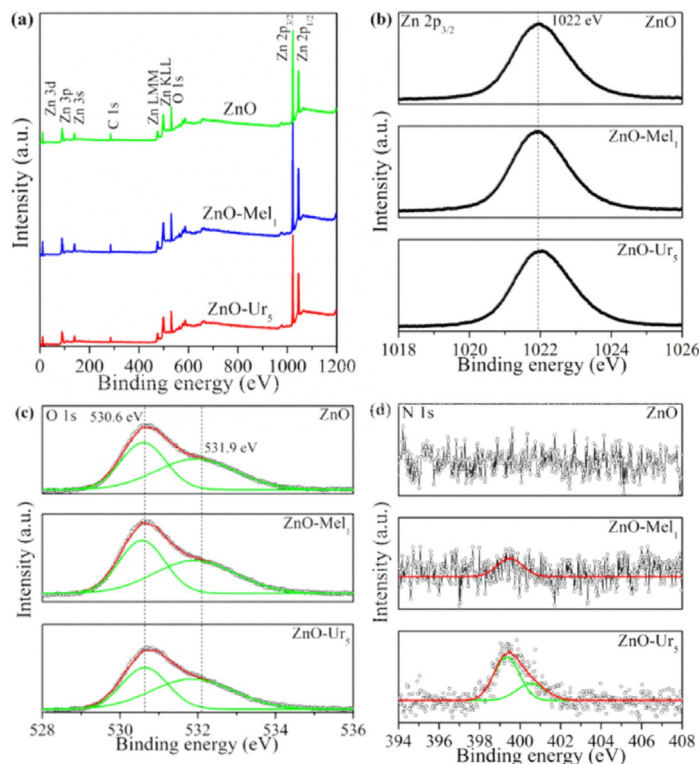 (a)
Intensity (a.u.)
Zn 3d
Zn 3p
Zn 3s
C 1s
Zn LMM
Zn KLL
O 1s
Zn 2p3/2
Zn 2p1/2
ZnO
ZnO-Mel1
ZnO-Ur5
0 200 400 600 800 1000 1200
Binding energy (eV)
(b)
Intensity (a.u.)
Zn 2p3/2
1022 eV
ZnO
ZnO-Mel1
ZnO-Ur5
1018 1020 1022 1024 1026
Binding energy (eV)
(c)
Intensity (a.u.)
O 1s
530.6 eV
531.9 eV
ZnO
ZnO-Mel1
ZnO-Ur5
528 530 532 534 536
Binding energy (eV)
(d)
Intensity (a.u.)
N 1s
ZnO
ZnO-Mel1
ZnO-Ur5
394 396 398 400 402 404 406 408
Binding energy (eV)